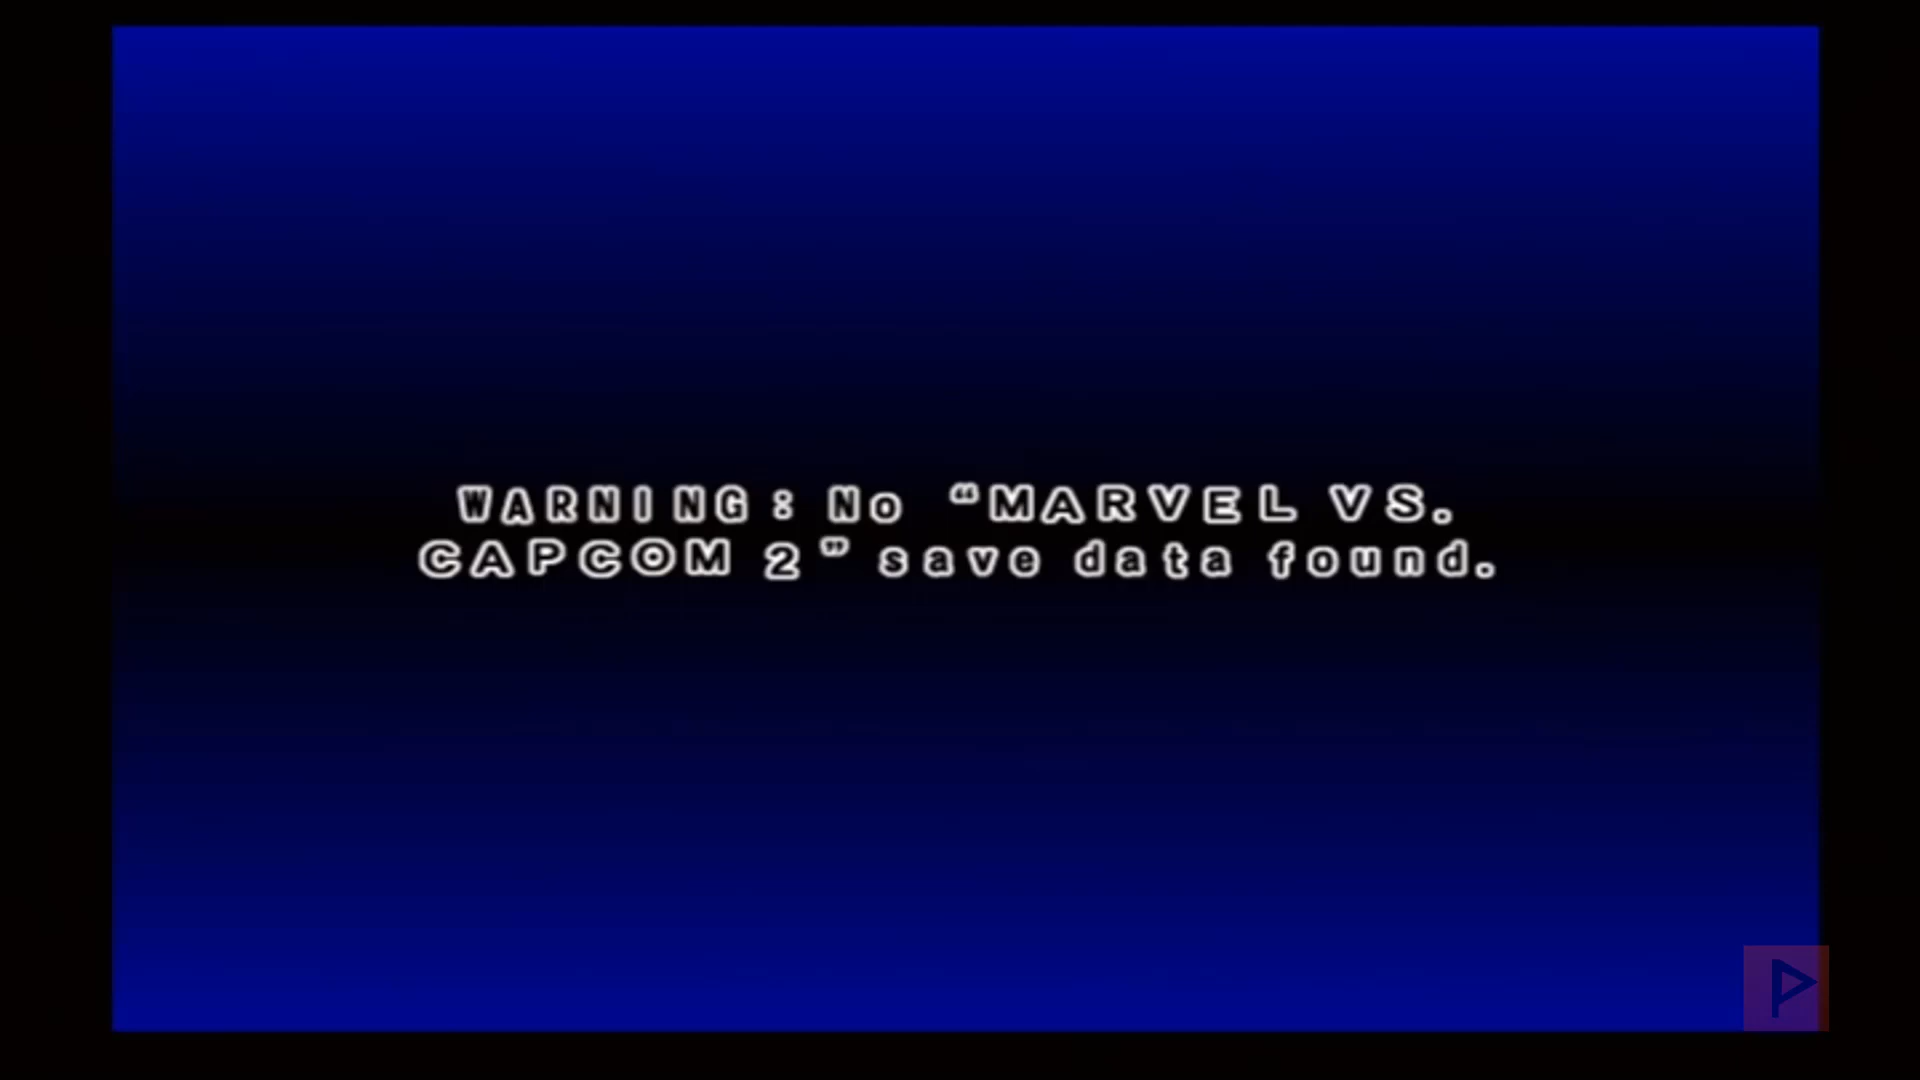 WARNING: No “MARVEL VS.
CAPCOM 2” save data found.